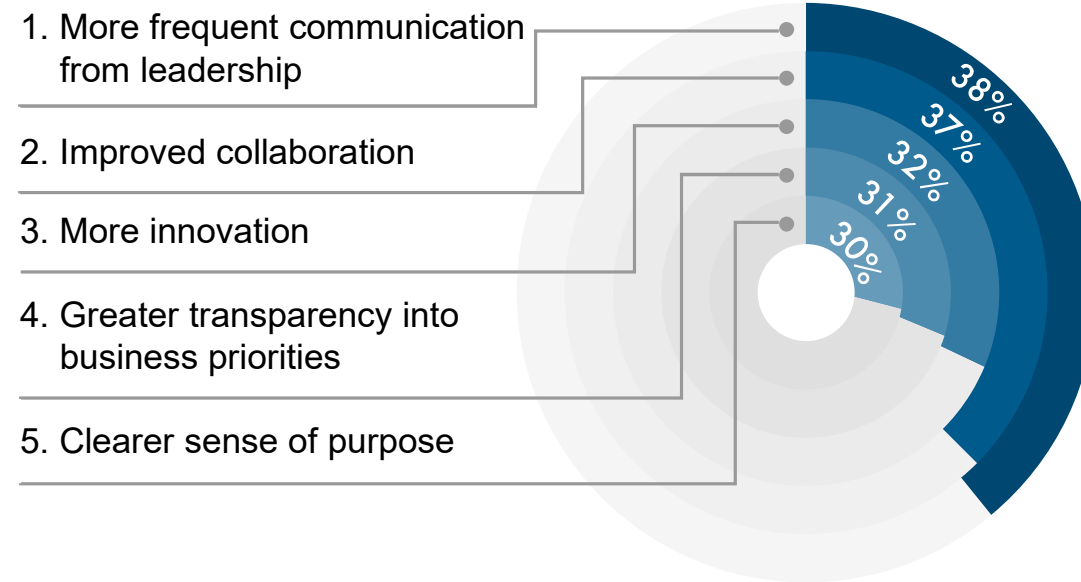 1. More frequent communication
from leadership
2. Improved collaboration
3. More innovation
4. Greater transparency into
business priorities
5. Clearer sense of purpose
38%
37%
32%
31%
30%